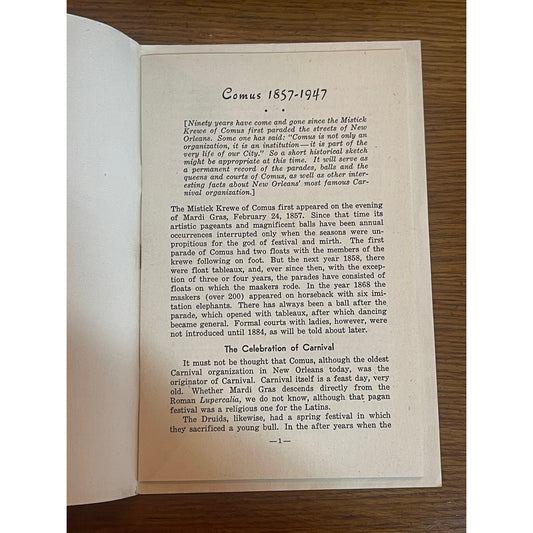 Comus 1857-1947
[Ninety years have come and gone since the Mistick
Krewe of Comus first paraded the streets of New
Orleans. Some one has said: "Comus is not only an
organization, it is an institution—it is part of the
very life of our City." So a short historical sketch
might be appropriate at this time. It will serve as
a permanent record of the parades, balls and the
queens and courts of Comus, as well as other inter-
esting facts about New Orleans' most famous Car-
nival organization.]
The Mistick Krewe of Comus first appeared on the evening
of Mardi Gras, February 24, 1857. Since that time its
artistic pageants and magnificent balls have been annual
occurrences interrupted only when the seasons were un-
propitious for the god of festival and mirth. The first
parade of Comus had two floats with the members of the
krewe following on foot. But the next year 1858, there
were float tableaux, and, ever since then, with the excep-
tion of three or four years, the parades have consisted of
floats on which the maskers rode. In the year 1868 the
maskers (over 200) appeared on horseback with six imi-
tation elephants. There has always been a ball after the
parade, which opened with tableaux, after which dancing
became general. Formal courts with ladies, however, were
not introduced until 1884, as will be told about later.
The Celebration of Carnival
It must not be thought that Comus, although the oldest
Carnival organization in New Orleans today, was the
originator of Carnival. Carnival itself is a feast day, very
old. Whether Mardi Gras descends directly from the
Roman Lupercalia, we do not know, although that pagan
festival was a religious one for the Latins.
The Druids, likewise, had a spring festival in which
they sacrificed a young bull. In the after years when the
—1—